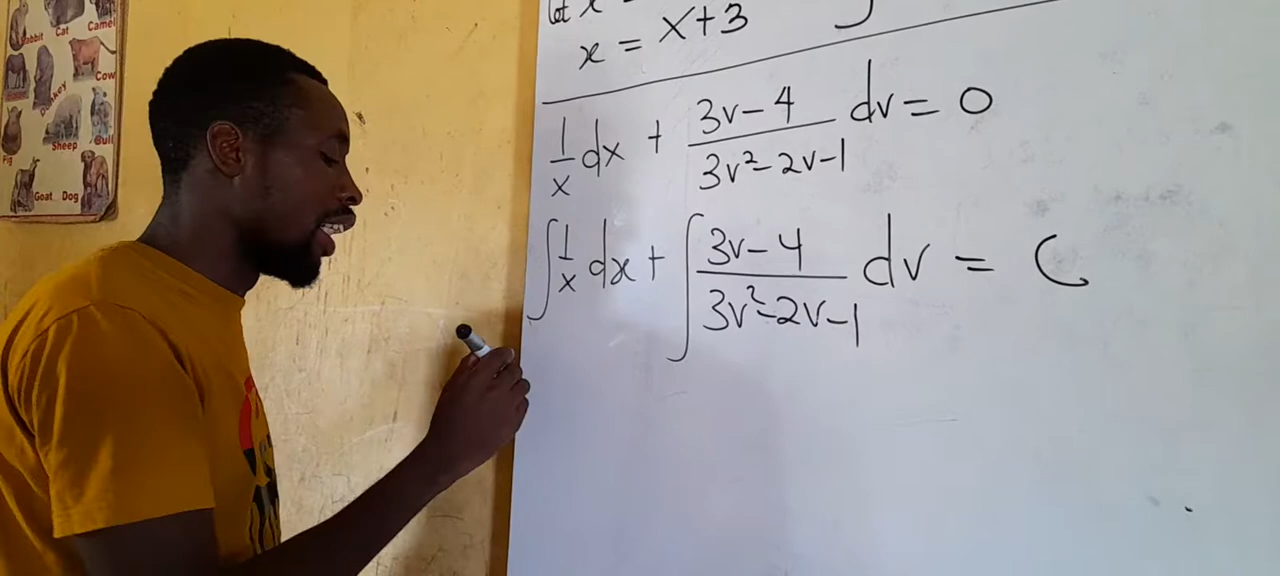 Rabbit Cat Camel
Cow
Donkey
Sheep Bull
Pig
Goat Dog
let x =
x = X+3
1/x dx + (3v-4)/(3v²-2v-1) dv = 0
∫ 1/x dx + ∫ (3v-4)/(3v²-2v-1) dv = C